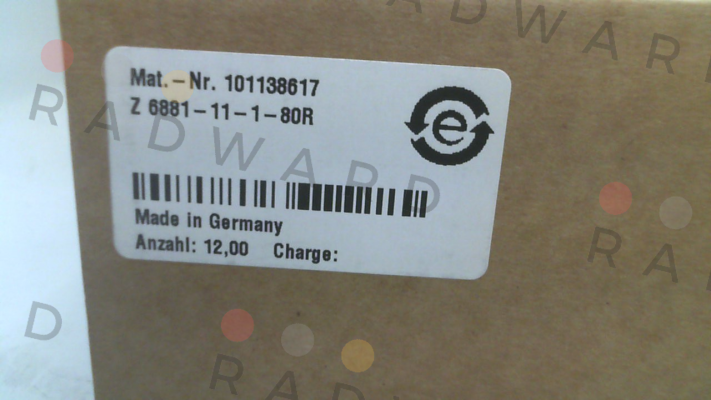 Mat.-Nr. 101138617
Z 6881-11-1-80R
e
Made in Germany
Anzahl: 12,00 Charge:
RADWARD
RADWARD
RAD
D
RADWARD